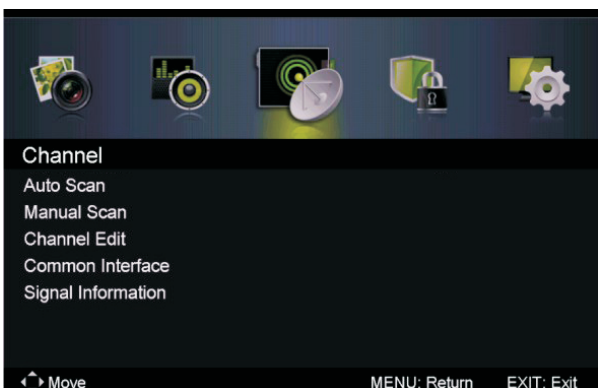 Channel
Auto Scan
Manual Scan
Channel Edit
Common Interface
Signal Information
Move MENU: Return EXIT: Exit